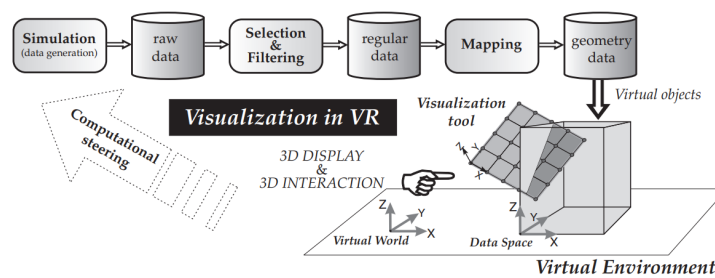 Simulation
(data generation)
raw
data
Selection
&
Filtering
regular
data
Mapping
geometry
data
Virtual objects
Visualization in VR
Visualization
tool
Computational
steering
3D DISPLAY
&
3D INTERACTION
Z
Y
X
Z
Y
X
Virtual World
Z
Y
X
Data Space
Virtual Environment